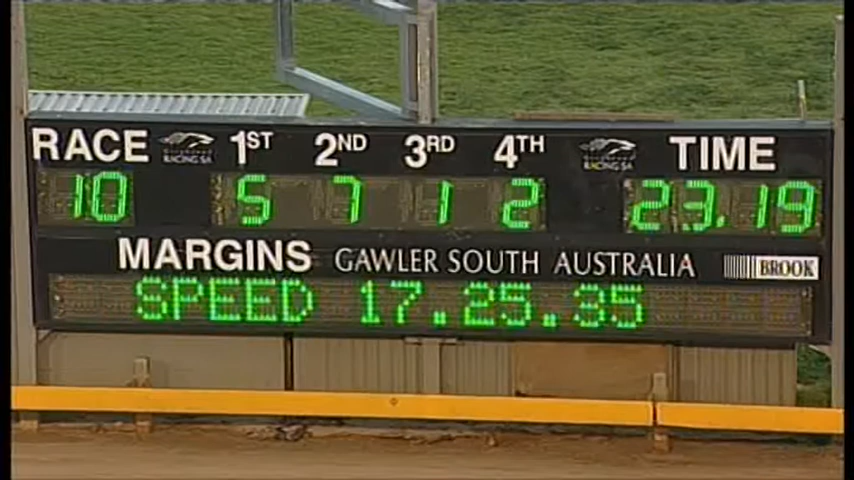 RACE 1ST 2ND 3RD 4TH TIME
RACING SA RACING SA
10 5 7 1 2 23.19
MARGINS GAWLER SOUTH AUSTRALIA BROOK
SPEED 17.25.35